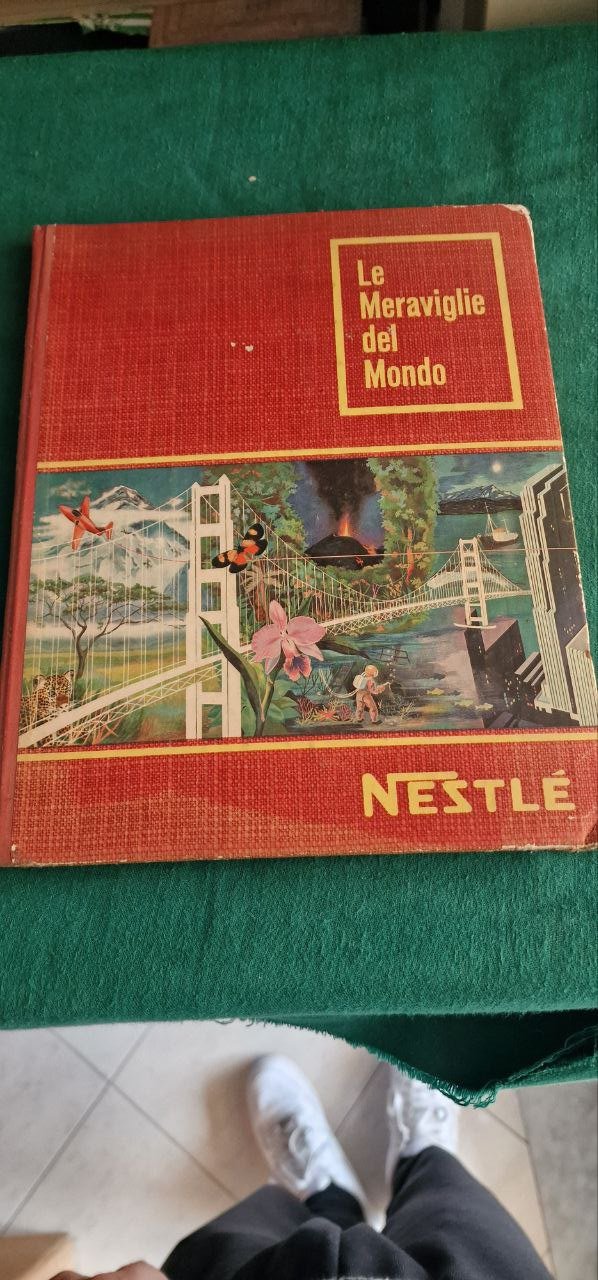 Le
Meraviglie
del
Mondo
NESTLÉ